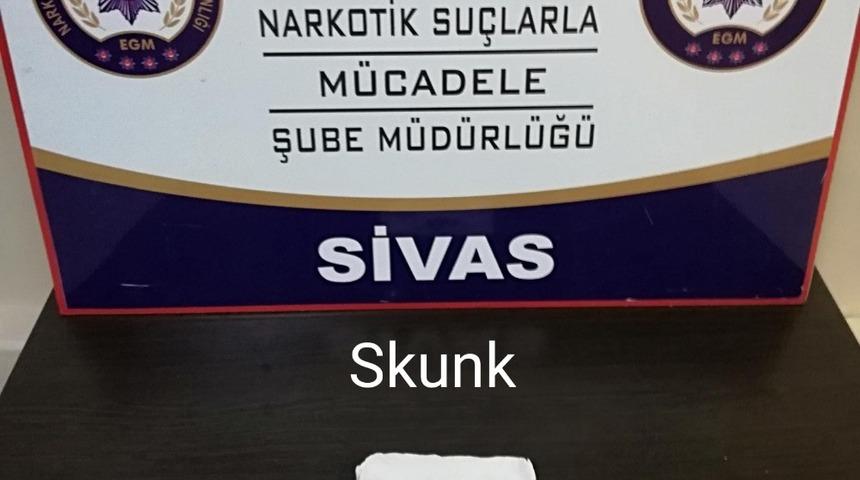 NARKOTİK SUÇLARLA
MÜCADELE
ŞUBE MÜDÜRLÜĞÜ
EGM
EGM
SİVAS
Skunk